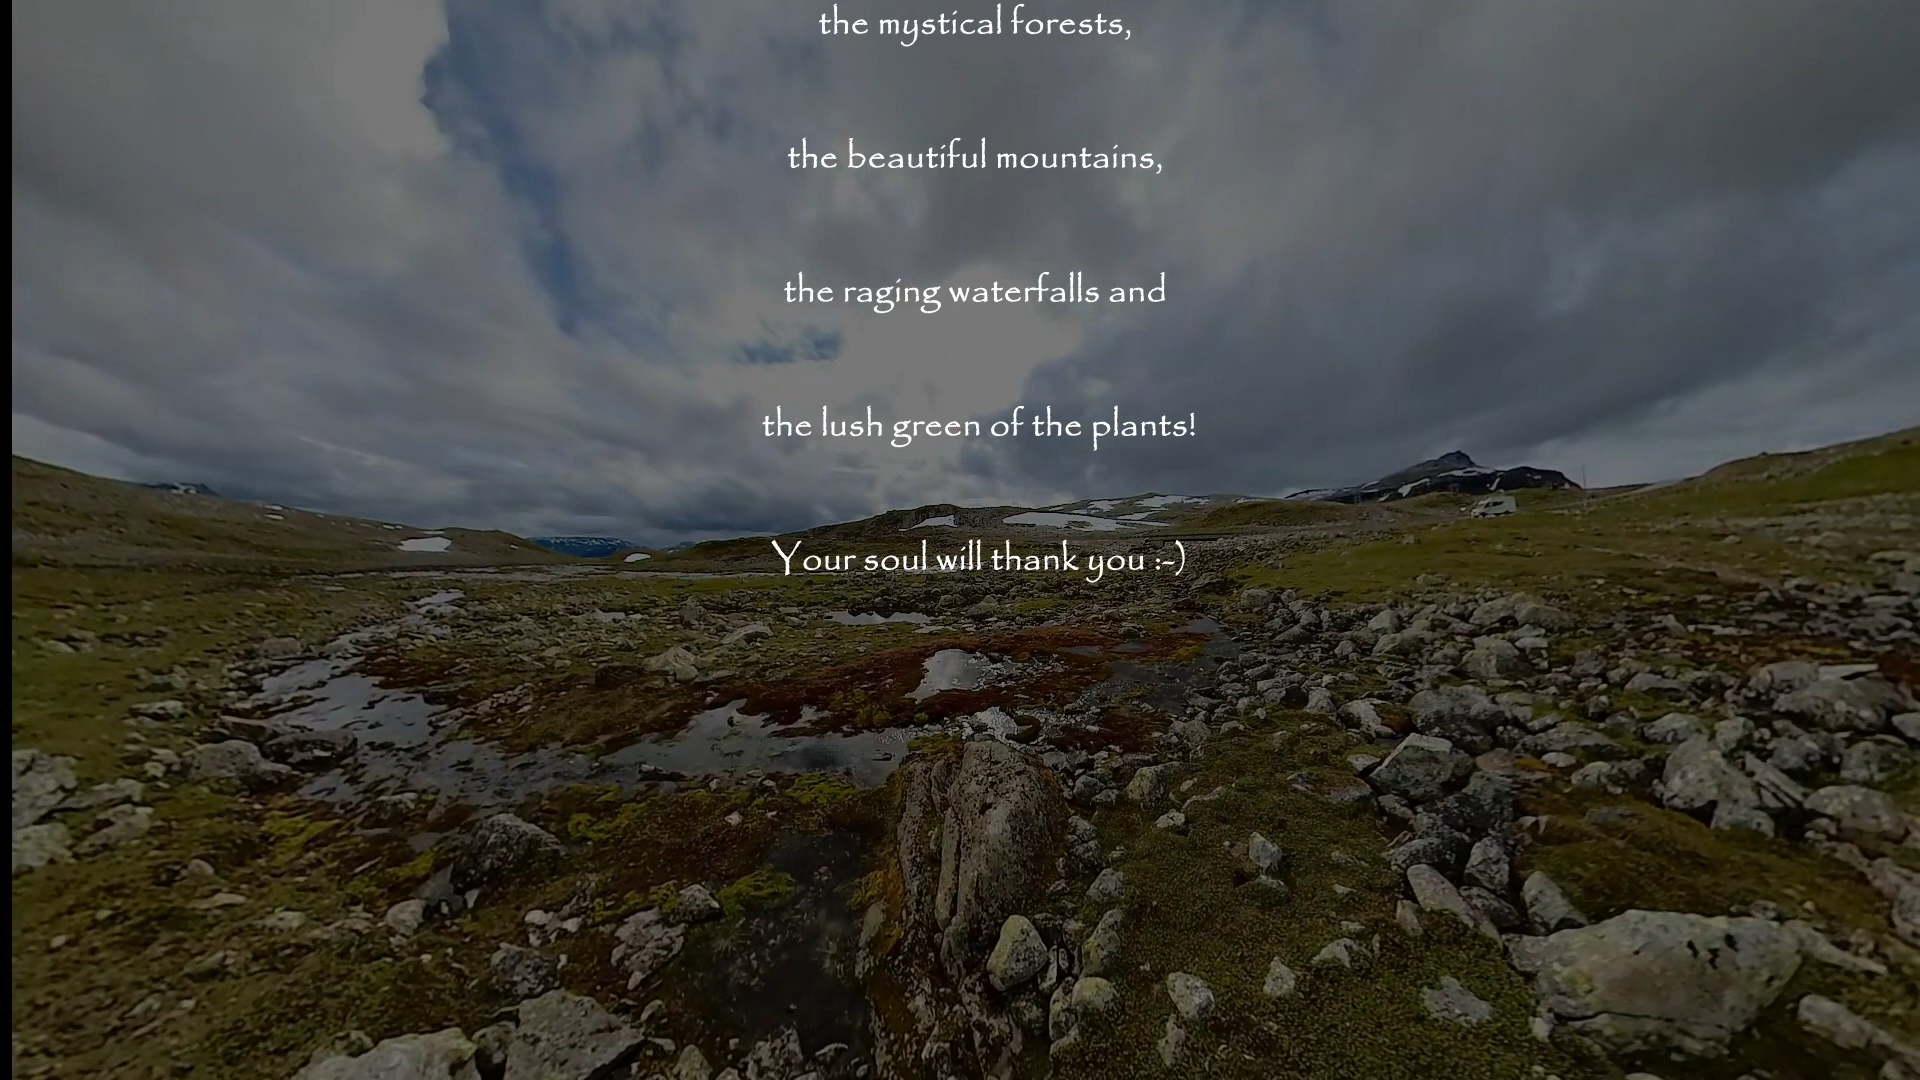 the mystical forests,
the beautiful mountains,
the raging waterfalls and
the lush green of the plants!
Your soul will thank you :-)